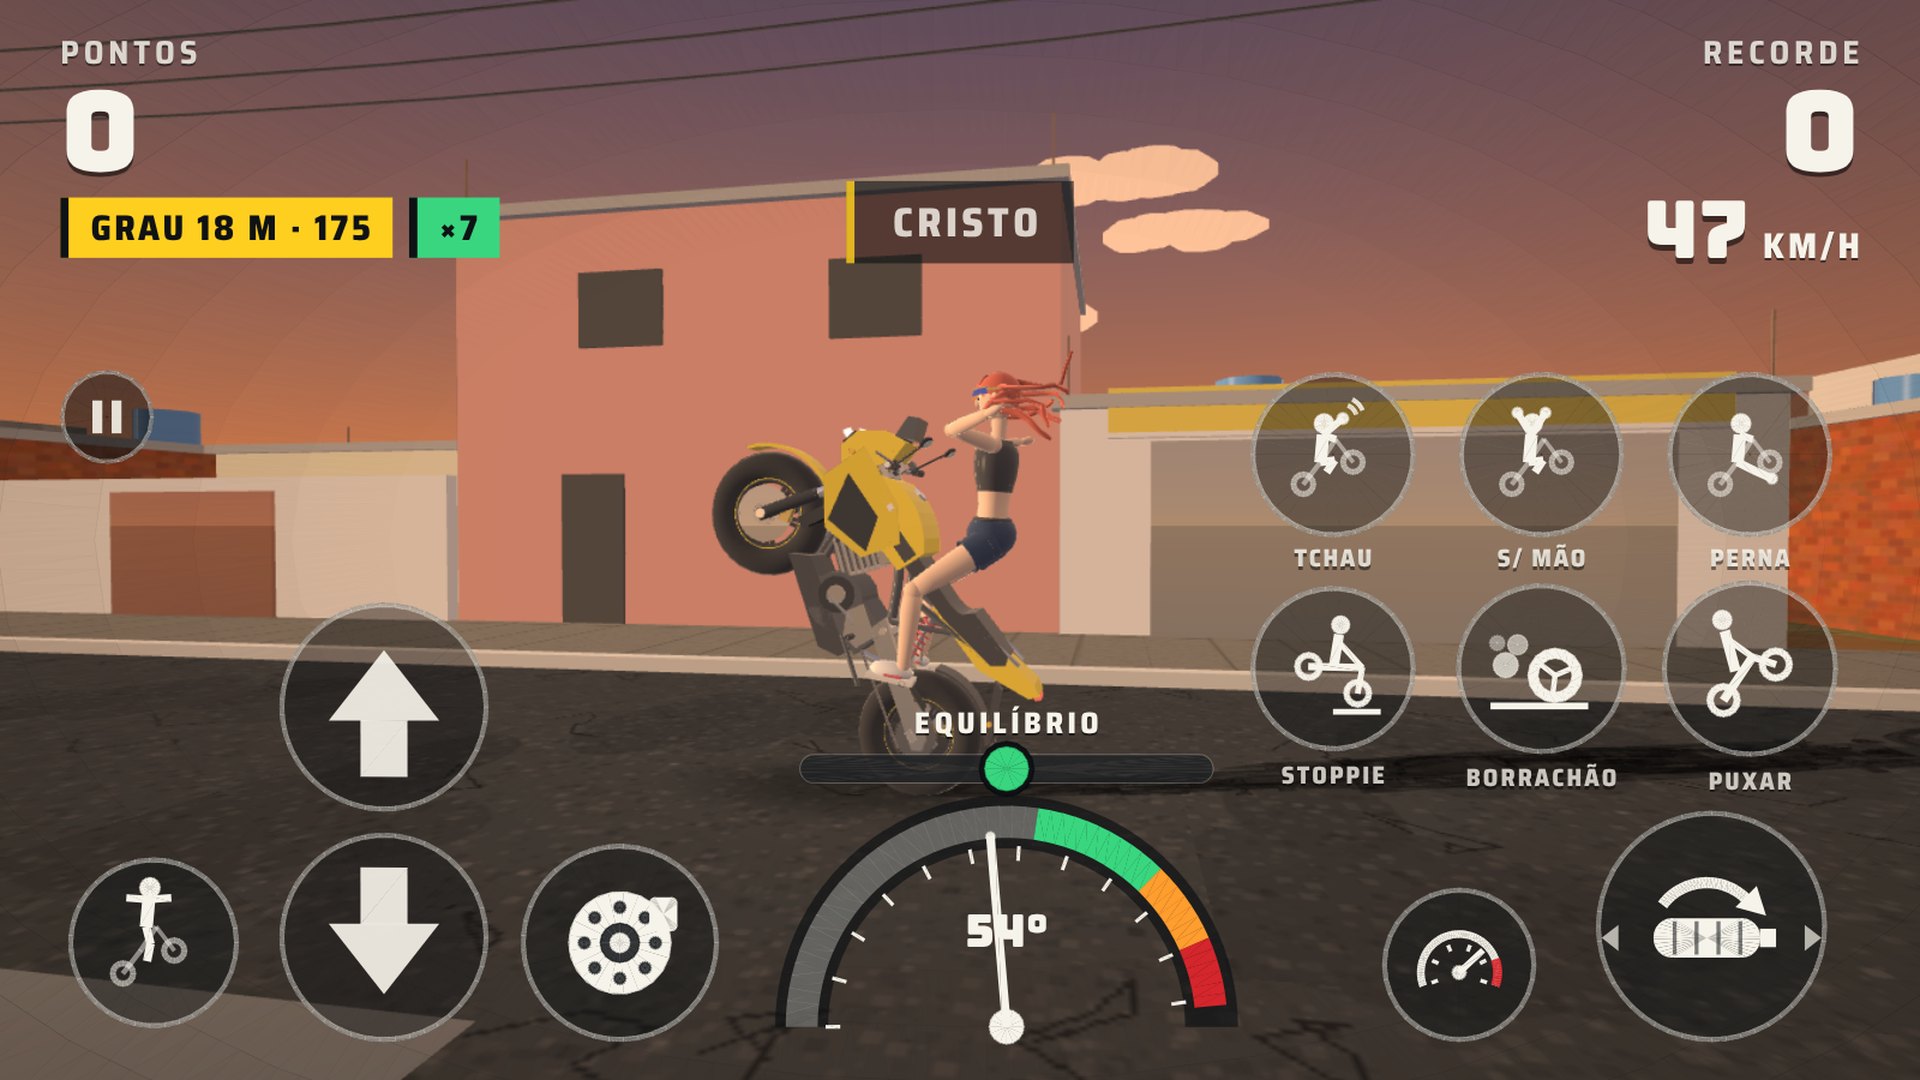 PONTOS
0
GRAU 18 M · 175
×7
CRISTO
RECORDE
0
47 KM/H
TCHAU
S/ MÃO
PERNA
STOPPIE
BORRACHÃO
PUXAR
EQUILÍBRIO
54°